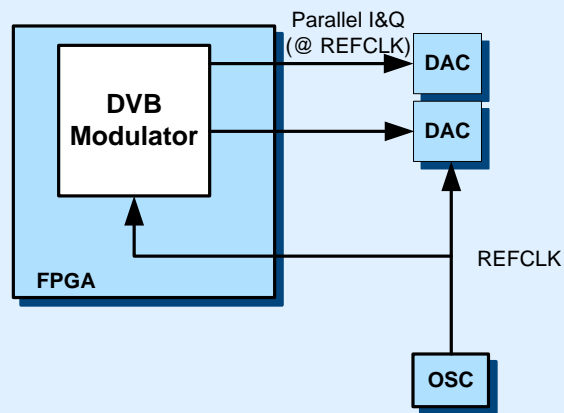 Parallel I&Q
(@ REFCLK)
DAC
DVB
Modulator
DAC
REFCLK
FPGA
OSC